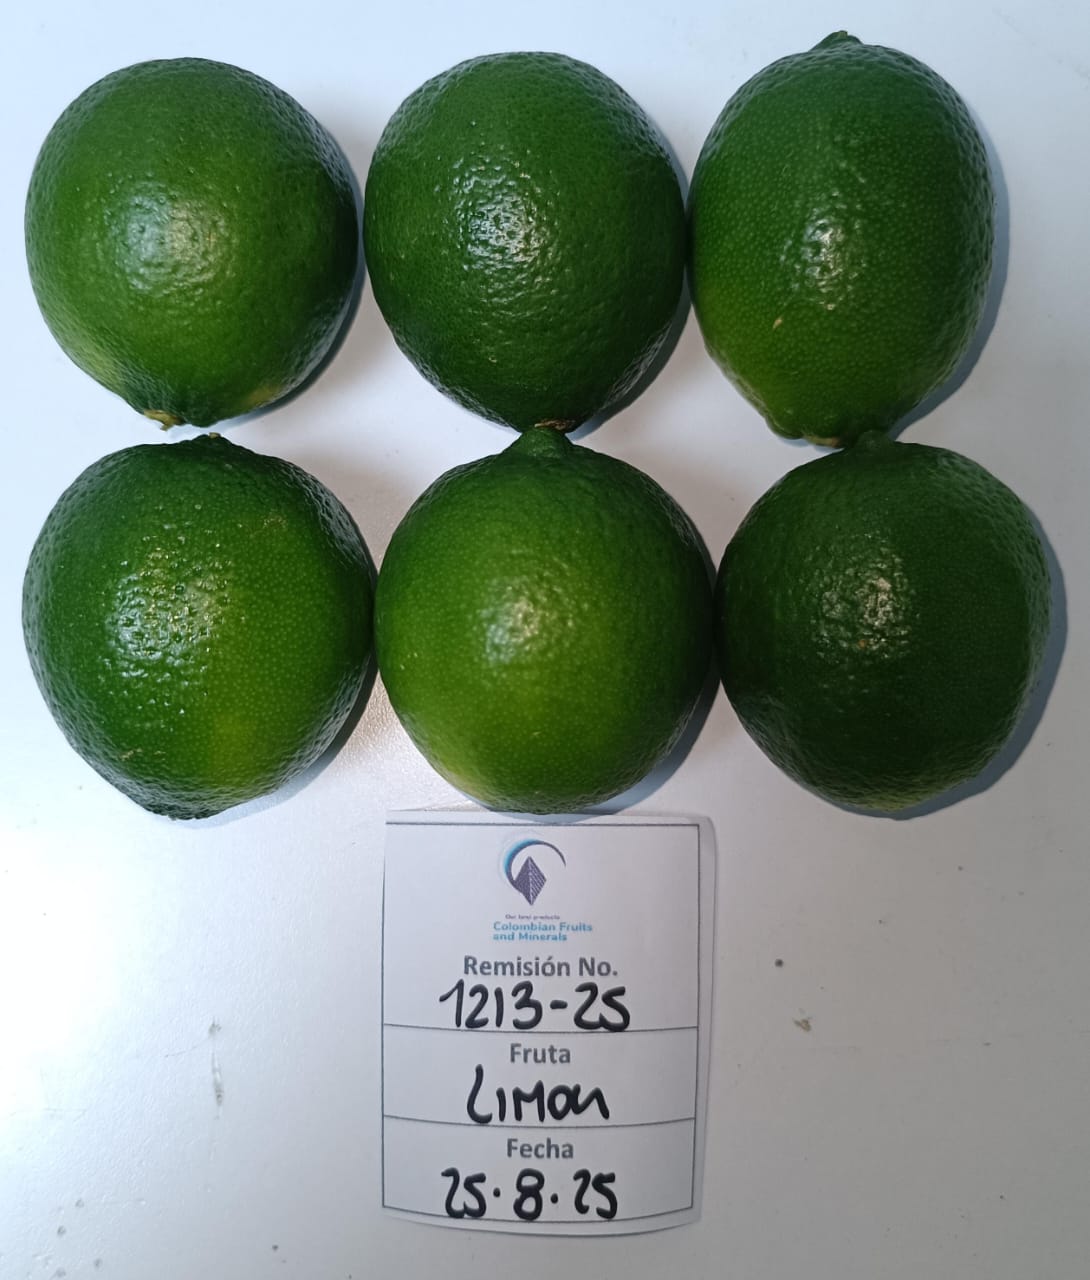 Our best products
Colombian Fruits
and Minerals
Remisión No.
1213-25
Fruta
LIMON
Fecha
25.8.25